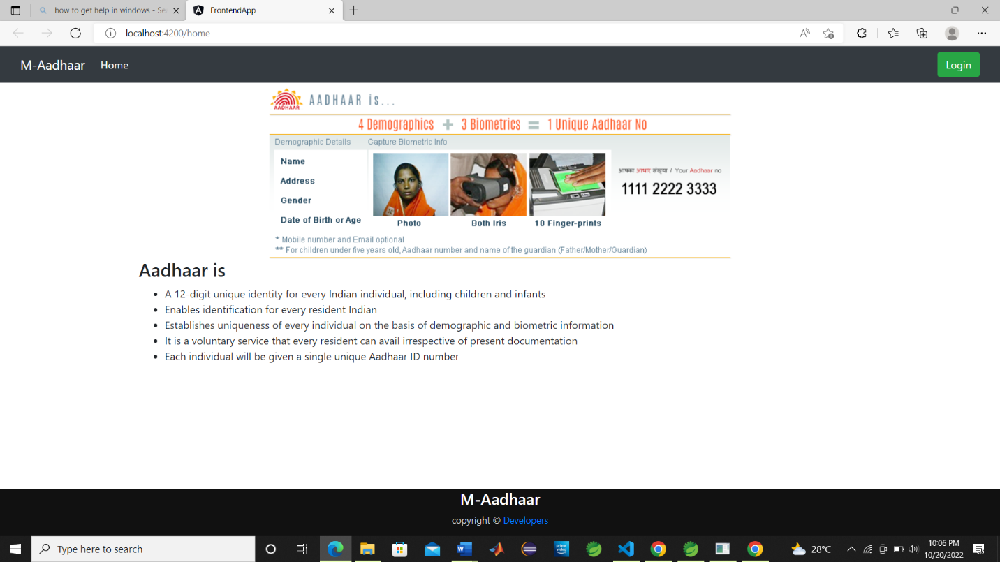 how to get help in windows - Se
FrontendApp
localhost:4200/home
M-Aadhaar
Home
Login
AADHAAR
AADHAAR is...
4 Demographics + 3 Biometrics = 1 Unique Aadhaar No
Demographic Details
Capture Biometric Info
Name
Address
Gender
Date of Birth or Age
Photo
Both Iris
10 Finger-prints
आपका आधार संख्या / Your Aadhaar no
1111 2222 3333
* Mobile number and Email optional
** For children under five years old, Aadhaar number and name of the guardian (Father/Mother/Guardian)
Aadhaar is
• A 12-digit unique identity for every Indian individual, including children and infants
• Enables identification for every resident Indian
• Establishes uniqueness of every individual on the basis of demographic and biometric information
• It is a voluntary service that every resident can avail irrespective of present documentation
• Each individual will be given a single unique Aadhaar ID number
M-Aadhaar
copyright © Developers
Type here to search
prime video
28°C
10:06 PM
10/20/2022